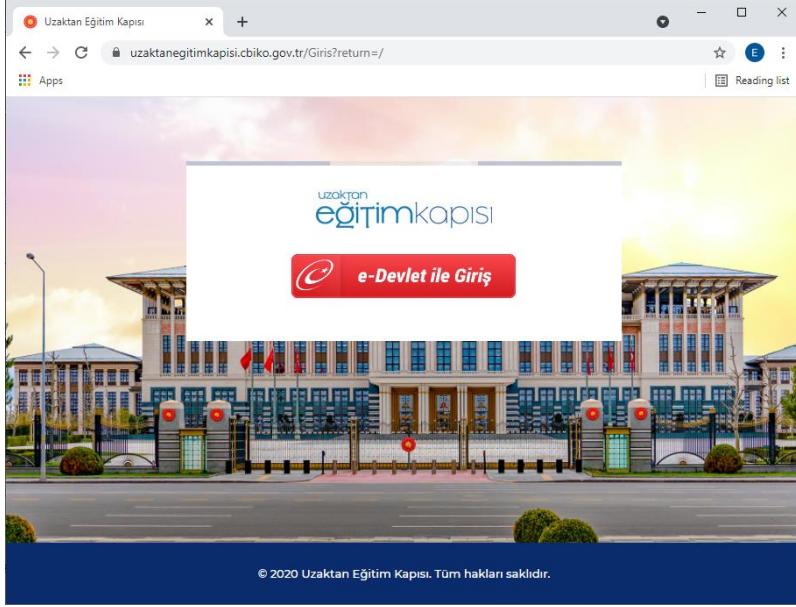 Uzaktan Eğitim Kapısı
uzaktanegitimkapisi.cbiko.gov.tr/Giris?return=/
E
Apps
Reading list
uzaktan
eğitimkapısı
e-Devlet ile Giriş
© 2020 Uzaktan Eğitim Kapısı. Tüm hakları saklıdır.